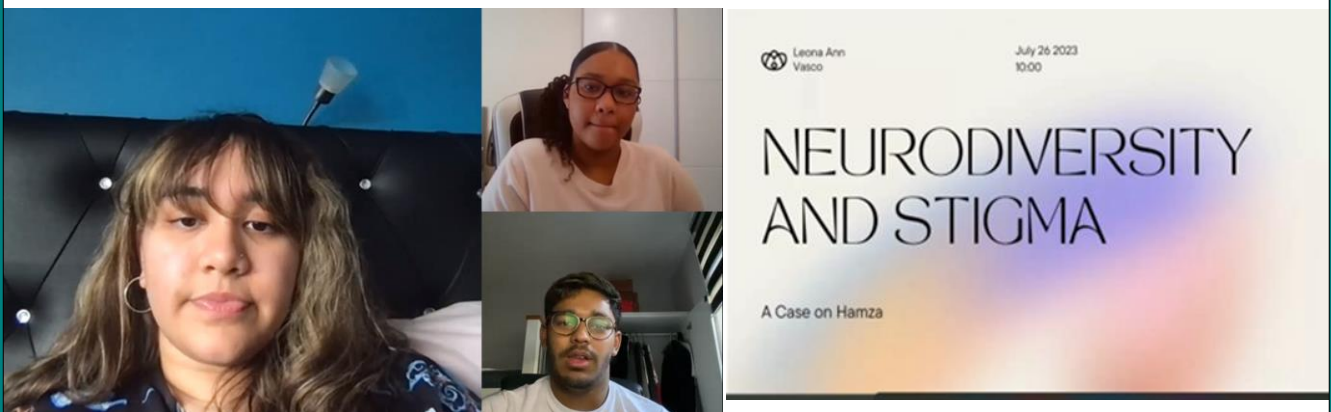 Leona Ann
Vasco
July 26 2023
10:00
NEURODIVERSITY
AND STIGMA
A Case on Hamza